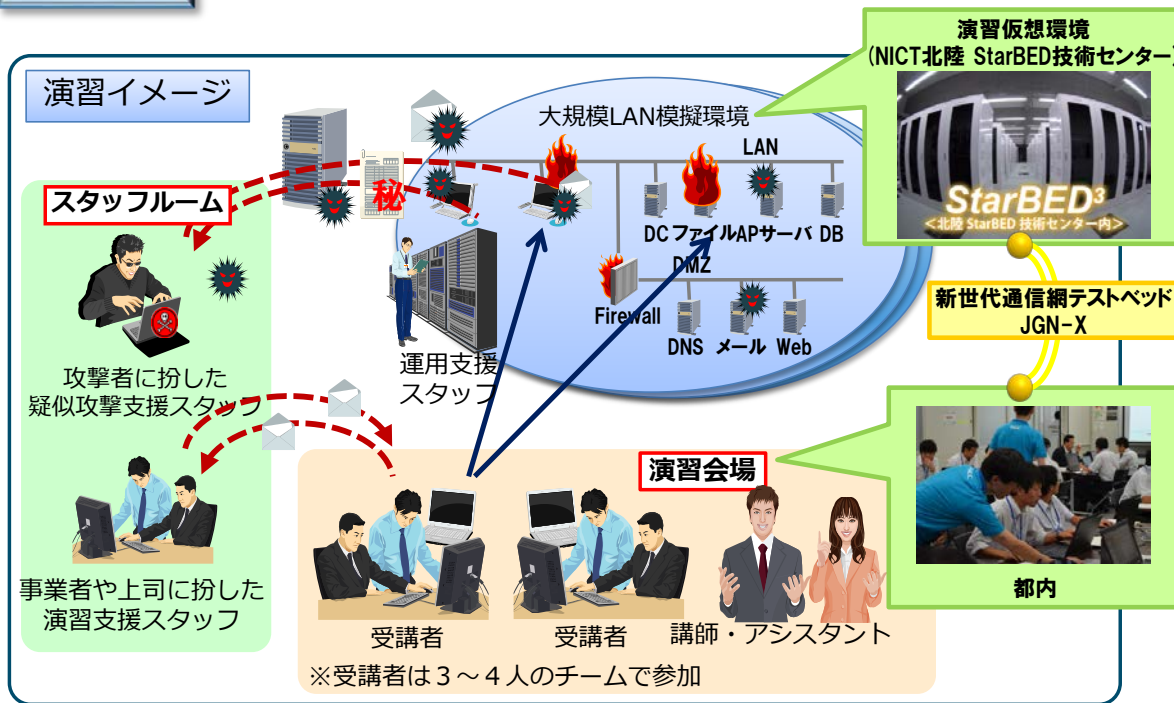 演習イメージ
演習仮想環境
(NICT北陸 StarBED技術センター)
大規模LAN模擬環境
LAN
StarBED³
<北陸 StarBED 技術センター内>
スタッフルーム
秘
DC ファイル APサーバ DB
DMZ
Firewall
DNS メール Web
新世代通信網テストベッド
JGN-X
運用支援
スタッフ
攻撃者に扮した
疑似攻撃支援スタッフ
演習会場
事業者や上司に扮した
演習支援スタッフ
受講者
受講者
講師・アシスタント
都内
※受講者は３～４人のチームで参加